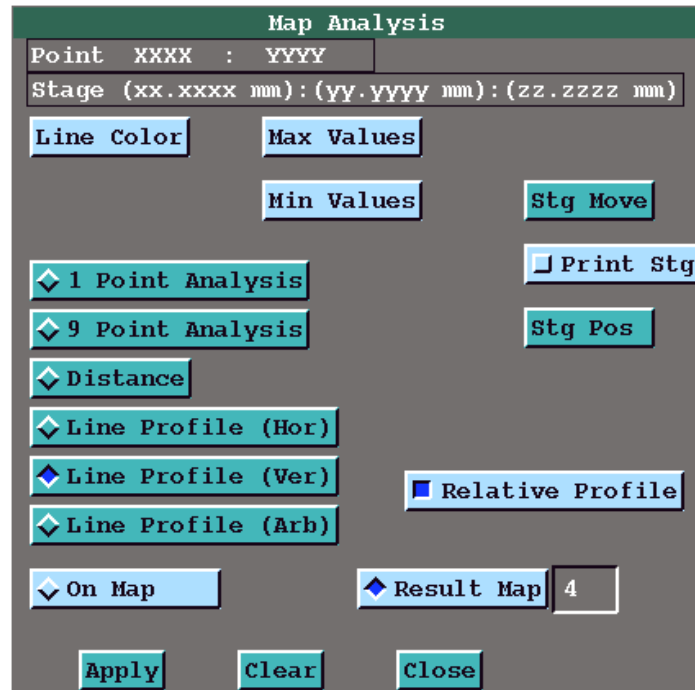 Map Analysis
Point XXXX : YYYY
Stage (xx.xxxx mm):(yy.yyyy mm):(zz.zzzz mm)
Line Color Max Values
Min Values Stg Move
Print Stg
1 Point Analysis
9 Point Analysis Stg Pos
Distance
Line Profile (Hor)
Line Profile (Ver) Relative Profile
Line Profile (Arb)
On Map Result Map 4
Apply Clear Close